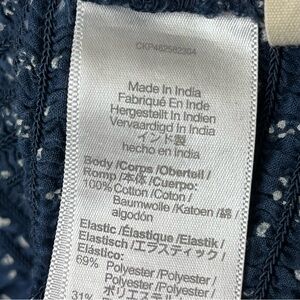 CKP462582304
Made In India
Fabriqué En Inde
Hergestellt In Indien
Vervaardigd In India
インド製
hecho en India
Body /Corps /Oberteil /
Romp /本体 /Cuerpo:
100% Cotton /Coton /
Baumwolle /Katoen /綿 /
algodón
Elastic /Élastique /Elastik /
Elastisch /エラスティック /
Elástico:
69% Polyester /Polyester /
Polyester /Polyester /
ポリエステル
31%